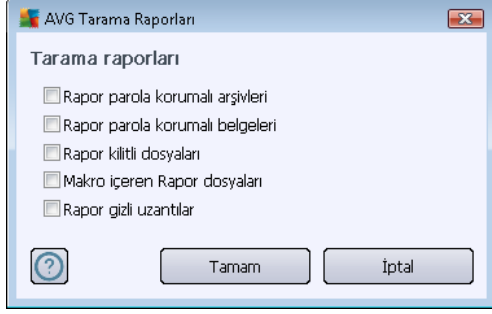 AVG Tarama Raporları
Tarama raporları
Rapor parola korumalı arşivleri
Rapor parola korumalı belgeleri
Rapor kilitli dosyaları
Makro içeren Rapor dosyaları
Rapor gizli uzantılar
? Tamam İptal